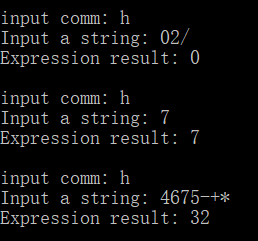 input comm: h
Input a string: 02/
Expression result: 0
input comm: h
Input a string: 7
Expression result: 7
input comm: h
Input a string: 4675-+*
Expression result: 32